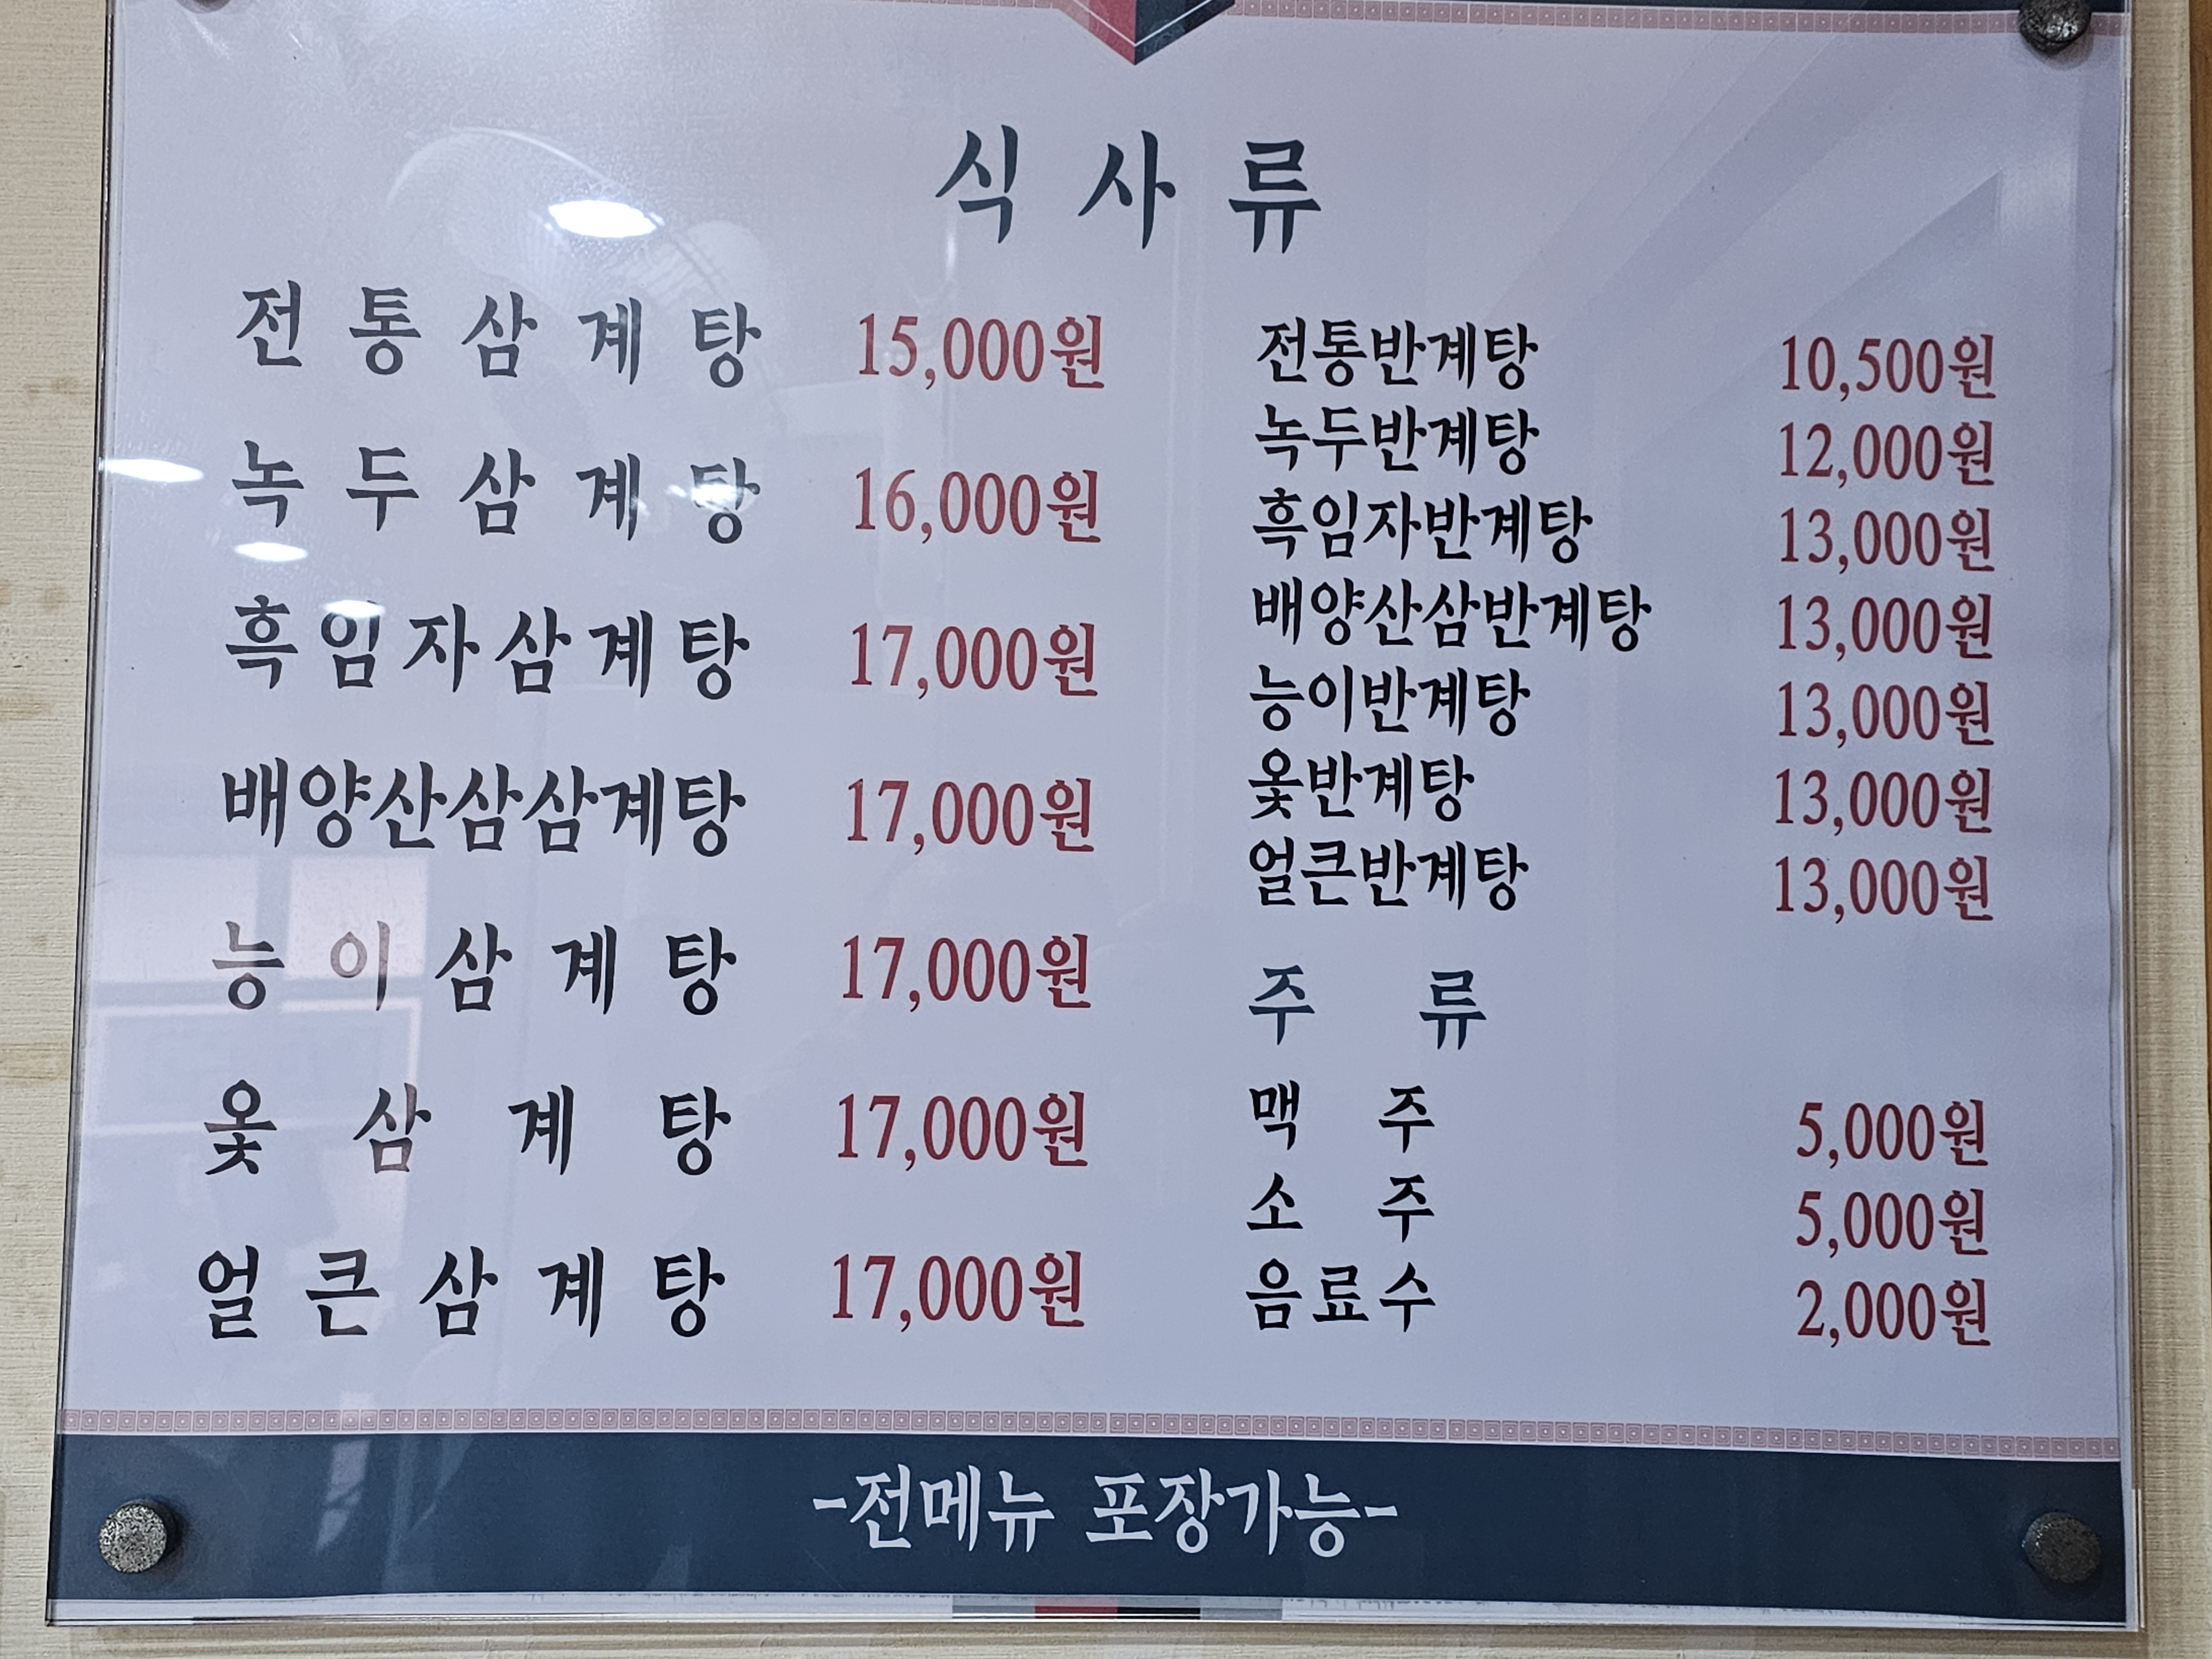 식사류
전통삼계탕 15,000원
녹두삼계탕 16,000원
흑임자삼계탕 17,000원
배양산삼삼계탕 17,000원
능이삼계탕 17,000원
옻삼계탕 17,000원
얼큰삼계탕 17,000원
전통반계탕 10,500원
녹두반계탕 12,000원
흑임자반계탕 13,000원
배양산삼반계탕 13,000원
능이반계탕 13,000원
옻반계탕 13,000원
얼큰반계탕 13,000원
주류
맥주 5,000원
소주 5,000원
음료수 2,000원
-전메뉴 포장가능-